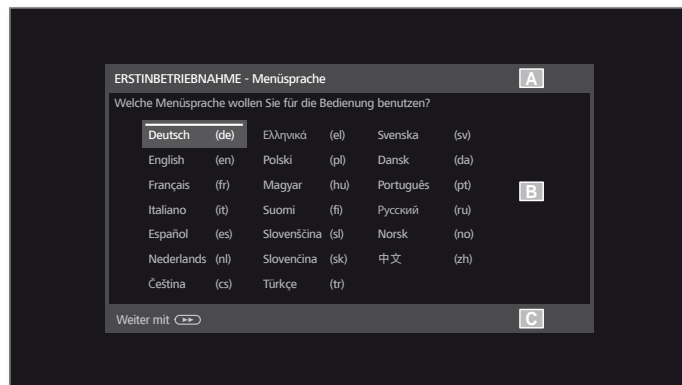 ERSTINBETRIEBNAHME - Menüsprache A
Welche Menüsprache wollen Sie für die Bedienung benutzen?
Deutsch (de) Ελληνικά (el) Svenska (sv)
English (en) Polski (pl) Dansk (da)
Français (fr) Magyar (hu) Português (pt) B
Italiano (it) Suomi (fi) Русский (ru)
Español (es) Slovenščina (sl) Norsk (no)
Nederlands (nl) Slovenčina (sk) 中文 (zh)
Čeština (cs) Türkçe (tr)
Weiter mit C